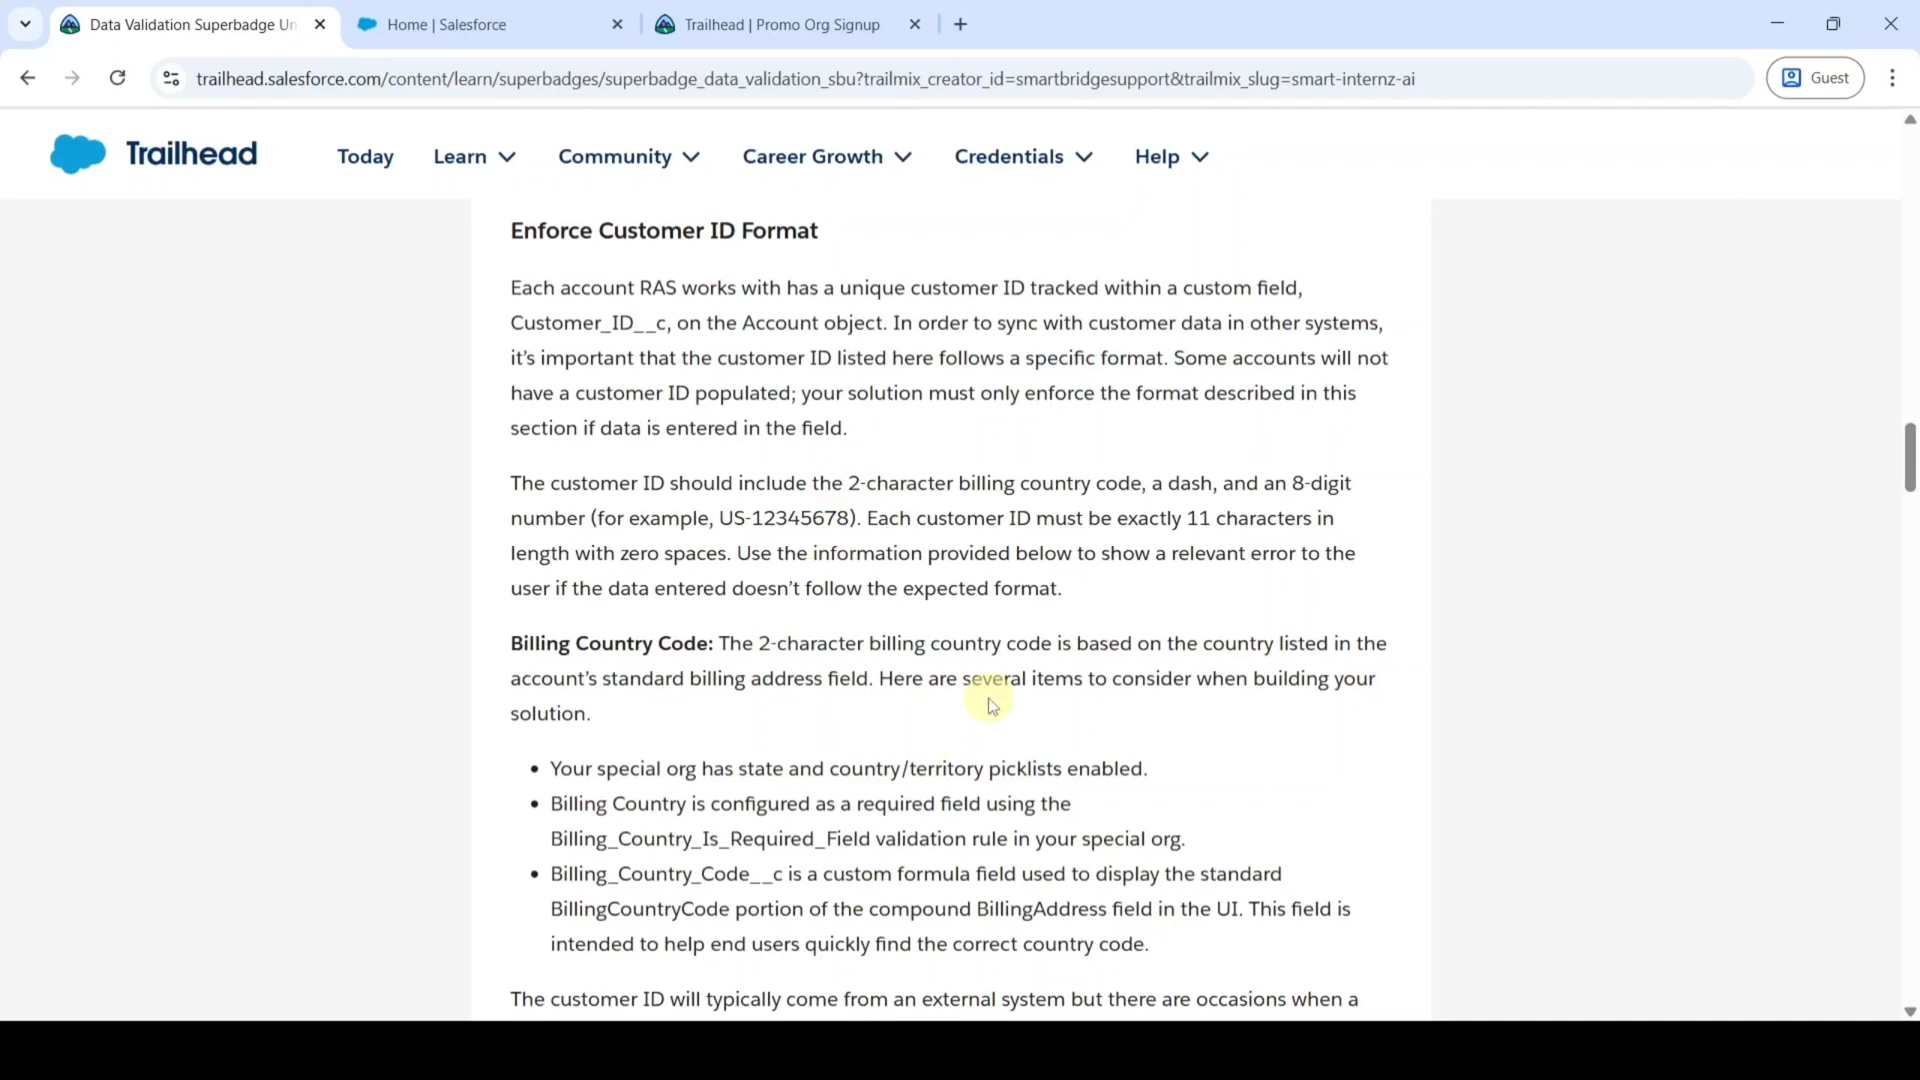 Data Validation Superbadge Un
Home | Salesforce
Trailhead | Promo Org Signup
trailhead.salesforce.com/content/learn/superbadges/superbadge_data_validation_sbu?trailmix_creator_id=smartbridgesupport&trailmix_slug=smart-internz-ai
Guest
Trailhead
Today
Learn
Community
Career Growth
Credentials
Help
Enforce Customer ID Format
Each account RAS works with has a unique customer ID tracked within a custom field,
Customer_ID__c, on the Account object. In order to sync with customer data in other systems,
it’s important that the customer ID listed here follows a specific format. Some accounts will not
have a customer ID populated; your solution must only enforce the format described in this
section if data is entered in the field.
The customer ID should include the 2-character billing country code, a dash, and an 8-digit
number (for example, US-12345678). Each customer ID must be exactly 11 characters in
length with zero spaces. Use the information provided below to show a relevant error to the
user if the data entered doesn’t follow the expected format.
Billing Country Code: The 2-character billing country code is based on the country listed in the
account’s standard billing address field. Here are several items to consider when building your
solution.
• Your special org has state and country/territory picklists enabled.
• Billing Country is configured as a required field using the
Billing_Country_Is_Required_Field validation rule in your special org.
• Billing_Country_Code__c is a custom formula field used to display the standard
BillingCountryCode portion of the compound BillingAddress field in the UI. This field is
intended to help end users quickly find the correct country code.
The customer ID will typically come from an external system but there are occasions when a